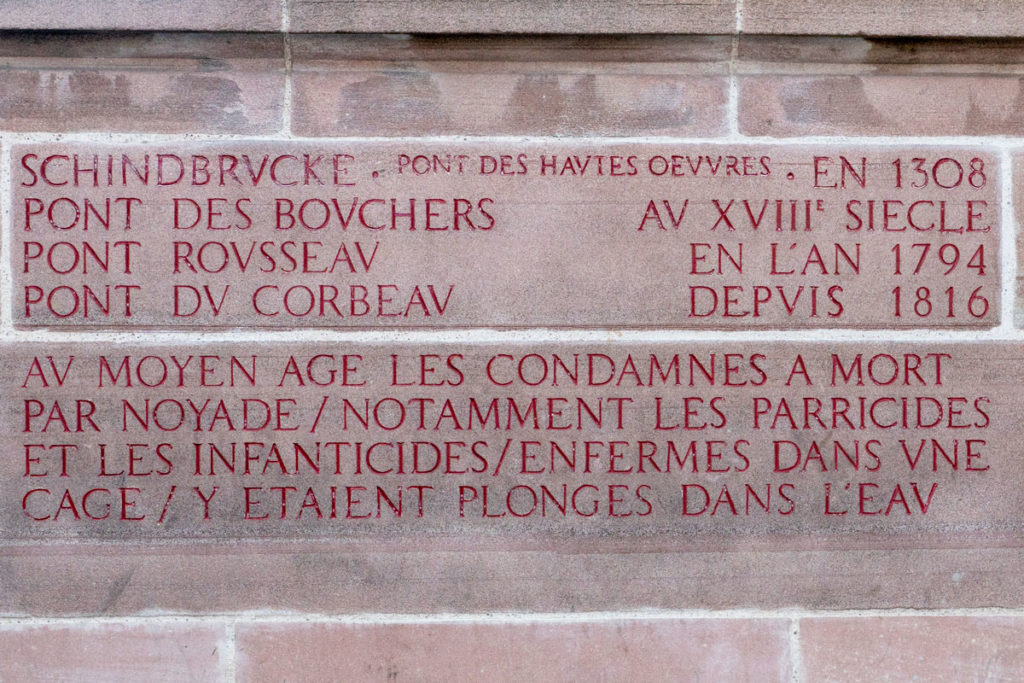 SCHINDBRVCKE . PONT DES HAVTES OEVVRES . EN 1308
PONT DES BOVCHERS AV XVIIIᴱ SIECLE
PONT ROVSSEAV EN L'AN 1794
PONT DV CORBEAV DEPVIS 1816
AV MOYEN AGE LES CONDAMNES A MORT
PAR NOYADE / NOTAMMENT LES PARRICIDES
ET LES INFANTICIDES / ENFERMES DANS VNE
CAGE / Y ETAIENT PLONGES DANS L'EAV